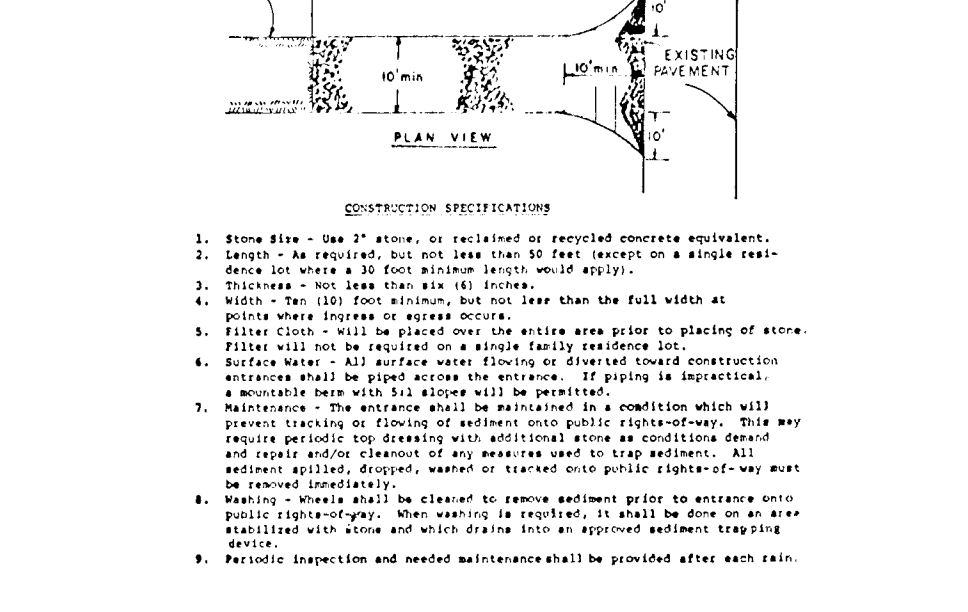 10'
EXISTING
PAVEMENT
10' min
10' min
10'
PLAN VIEW
CONSTRUCTION SPECIFICATIONS
1. Stone Size - Use 2" stone, or reclaimed or recycled concrete equivalent.
2. Length - As required, but not less than 50 feet (except on a single resi-
dence lot where a 30 foot minimum length would apply).
3. Thickness - Not less than six (6) inches.
4. Width - Ten (10) foot minimum, but not less than the full width at
points where ingress or egress occurs.
5. Filter Cloth - Will be placed over the entire area prior to placing of stone.
Filter will not be required on a single family residence lot.
6. Surface Water - All surface water flowing or diverted toward construction
entrances shall be piped across the entrance. If piping is impractical,
a mountable berm with 5:1 slopes will be permitted.
7. Maintenance - The entrance shall be maintained in a condition which will
prevent tracking or flowing of sediment onto public rights-of-way. This may
require periodic top dressing with additional stone as conditions demand
and repair and/or cleanout of any measures used to trap sediment. All
sediment spilled, dropped, washed or tracked onto public rights-of-way must
be removed immediately.
8. Washing - Wheels shall be cleaned to remove sediment prior to entrance onto
public rights-of-way. When washing is required, it shall be done on an area
stabilized with stone and which drains into an approved sediment trapping
device.
9. Periodic inspection and needed maintenance shall be provided after each rain.